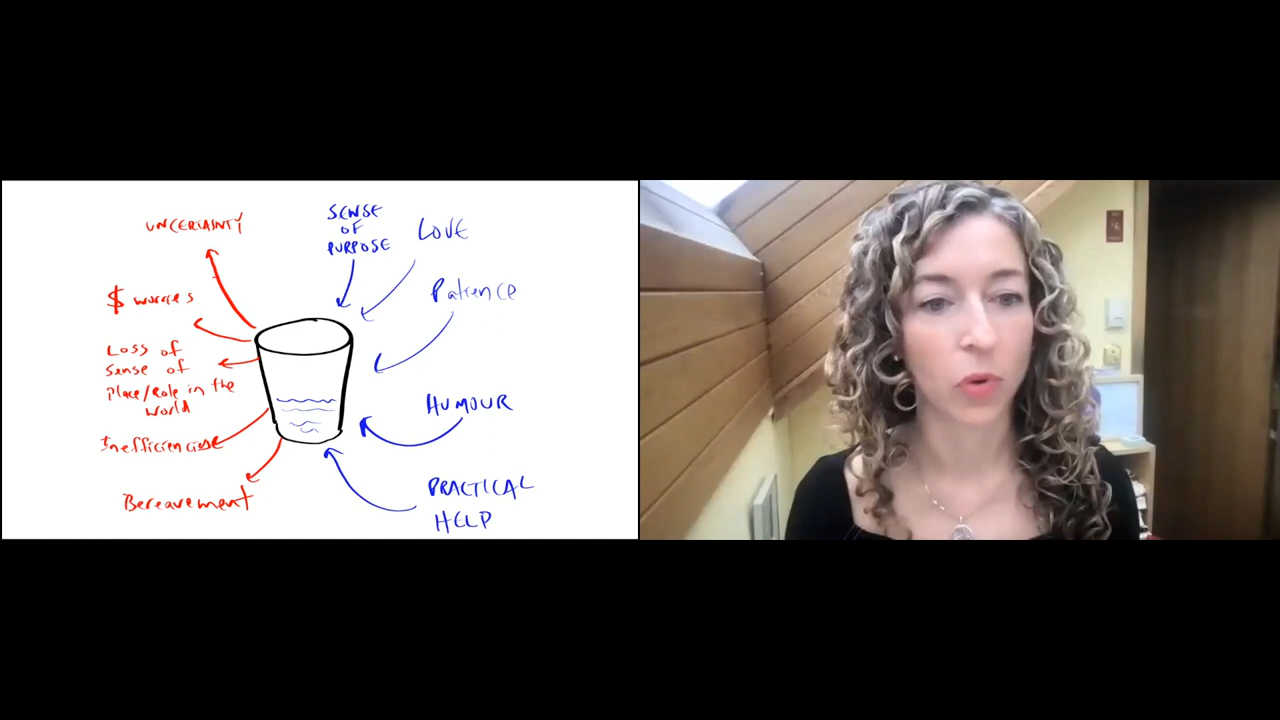 UNCERTAINTY
$ worries
Loss of
sense of
place/role in the
world
Inefficiencies
Bereavement
SENSE
OF
PURPOSE
LOVE
Patience
HUMOUR
PRACTICAL
HELP